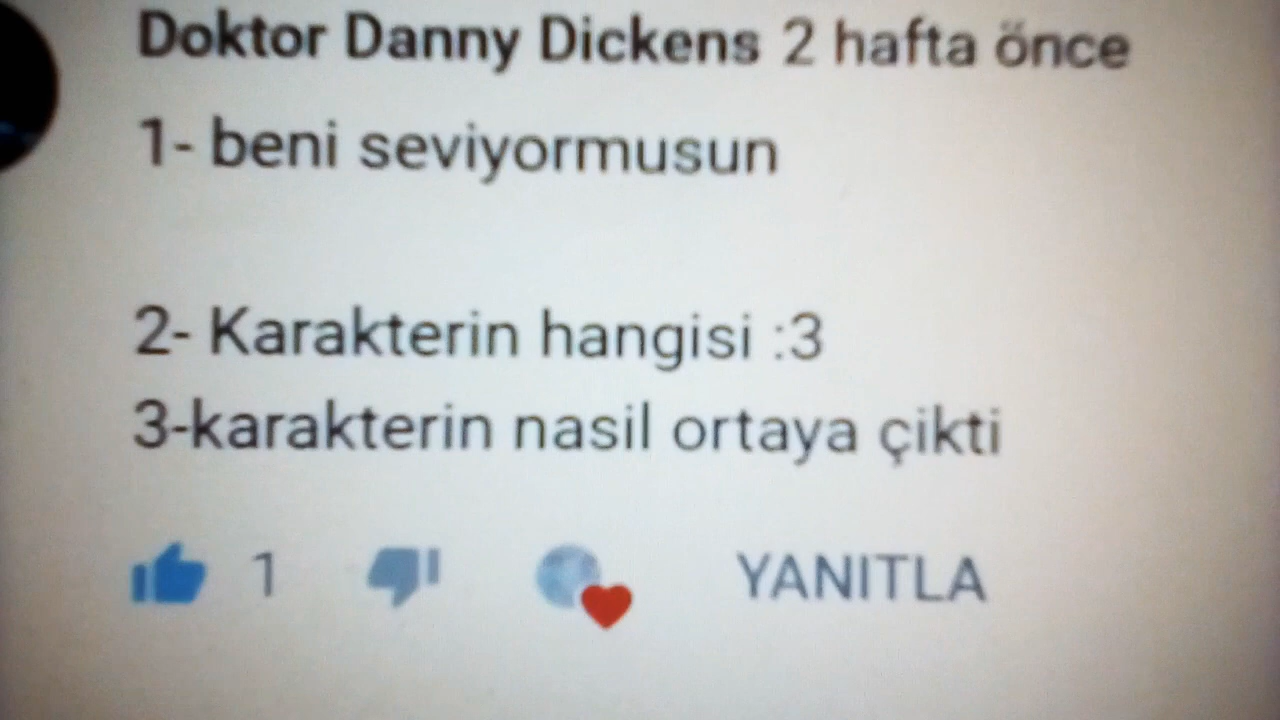 Doktor Danny Dickens 2 hafta önce
1- beni seviyormusun
2- Karakterin hangisi :3
3-karakterin nasil ortaya çikti
1 YANITLA